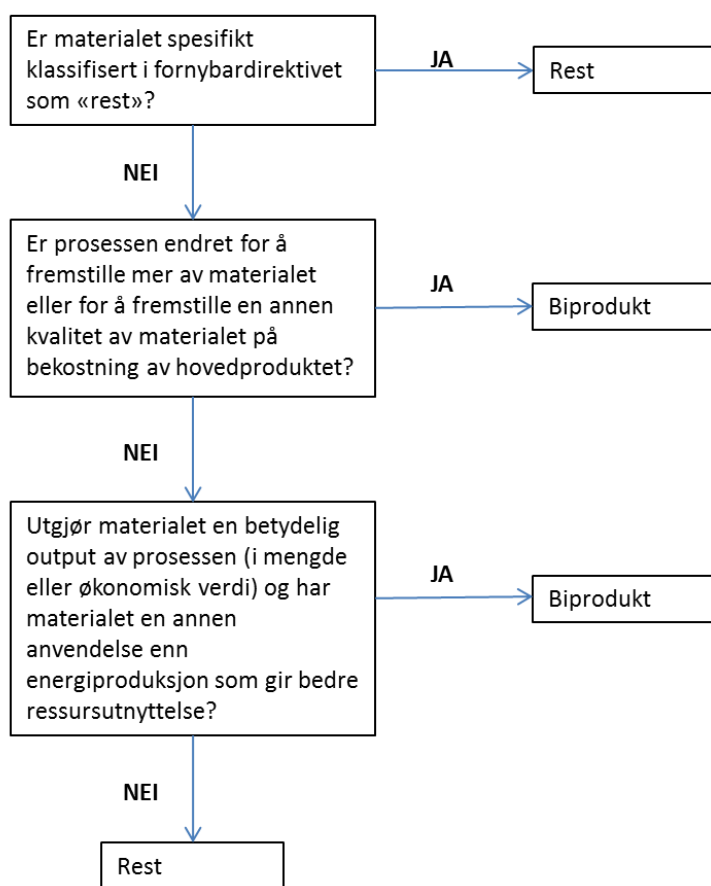 Er materialet spesifikt
klassifisert i fornybardirektivet
som «rest»?
JA
Rest
NEI
Er prosessen endret for å
fremstille mer av materialet
eller for å fremstille en annen
kvalitet av materialet på
bekostning av hovedproduktet?
JA
Biprodukt
NEI
Utgjør materialet en betydelig
output av prosessen (i mengde
eller økonomisk verdi) og har
materialet en annen
anvendelse enn
energiproduksjon som gir bedre
ressursutnyttelse?
JA
Biprodukt
NEI
Rest